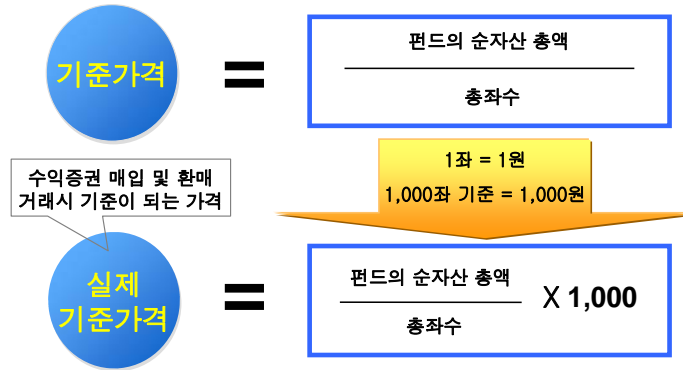 기준가격
=
펀드의 순자산 총액
총좌수
1좌 = 1원
1,000좌 기준 = 1,000원
수익증권 매입 및 환매
거래시 기준이 되는 가격
실제
기준가격
=
펀드의 순자산 총액
총좌수
X 1,000